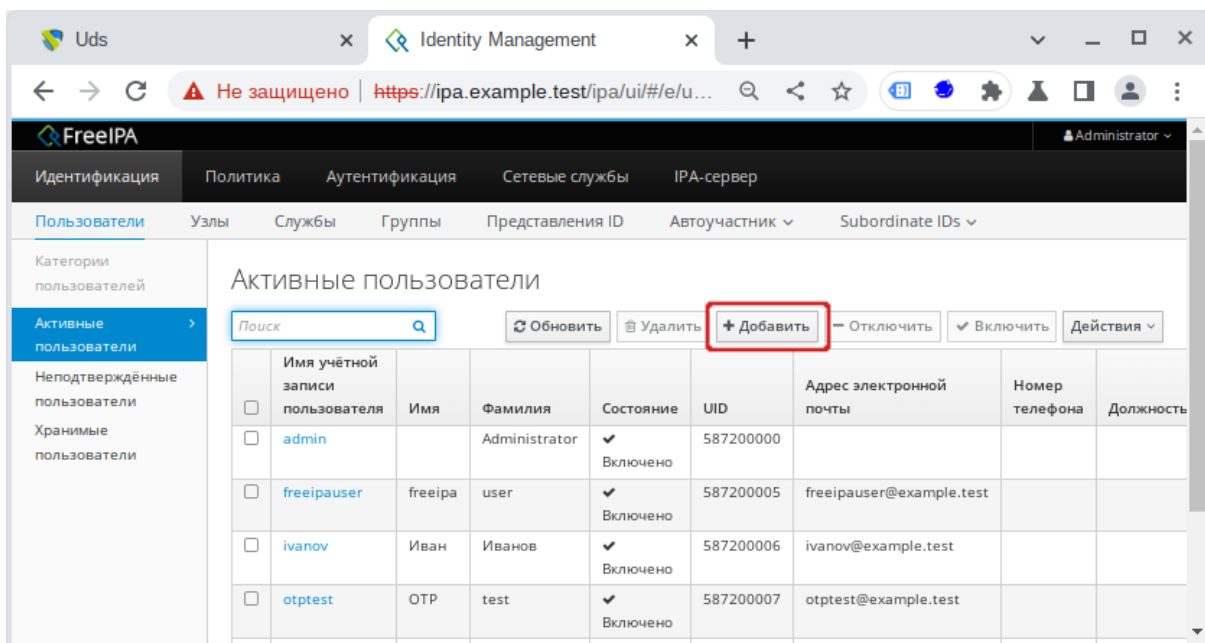 Uds
Identity Management
Не защищено https://ipa.example.test/ipa/ui/#/e/u...
FreeIPA
Administrator
Идентификация Политика Аутентификация Сетевые службы IPA-сервер
Пользователи Узлы Службы Группы Представления ID Автоучастник Subordinate IDs
Категории
пользователей
Активные
пользователи
Неподтверждённые
пользователи
Хранимые
пользователи
Активные пользователи
Поиск Обновить Удалить + Добавить − Отключить Включить Действия
Имя учётной
записи
пользователя Имя Фамилия Состояние UID Адрес электронной
почты Номер
телефона Должность
admin Administrator ✔
Включено 587200000
freeipauser freeipa user ✔
Включено 587200005 freeipauser@example.test
ivanov Иван Иванов ✔
Включено 587200006 ivanov@example.test
otptest OTP test ✔
Включено 587200007 otptest@example.test